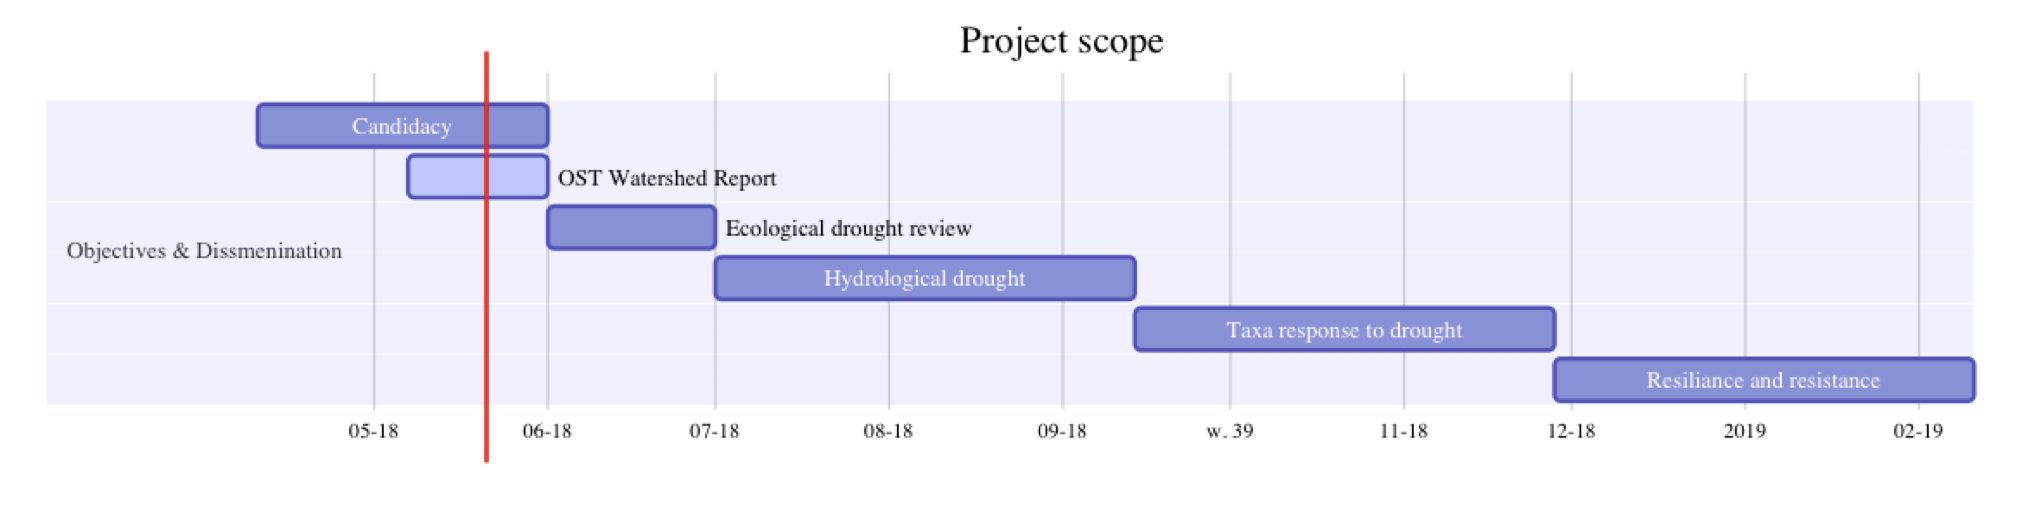 Project scope
Candidacy
OST Watershed Report
Ecological drought review
Objectives & Dissmenination
Hydrological drought
Taxa response to drought
Resiliance and resistance
05-18 06-18 07-18 08-18 09-18 w. 39 11-18 12-18 2019 02-19